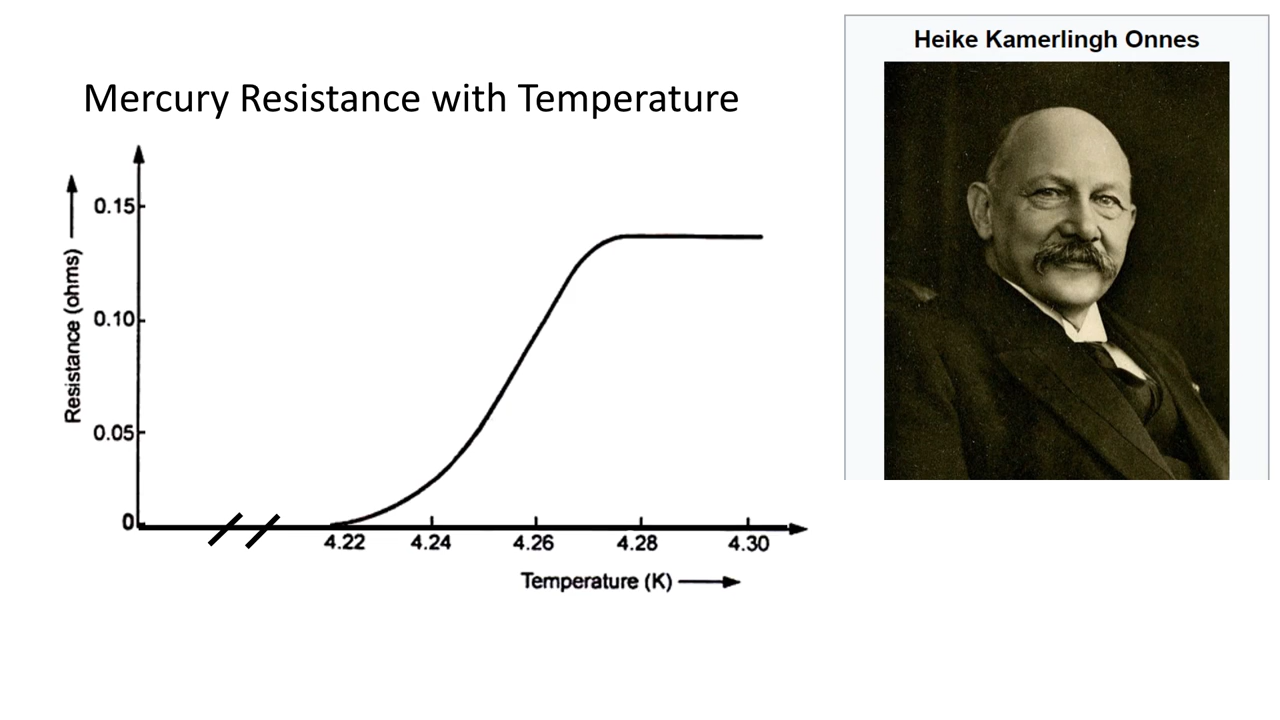 Heike Kamerlingh Onnes
Mercury Resistance with Temperature
Resistance (ohms)
0.15
0.10
0.05
0
4.22 4.24 4.26 4.28 4.30
Temperature (K)